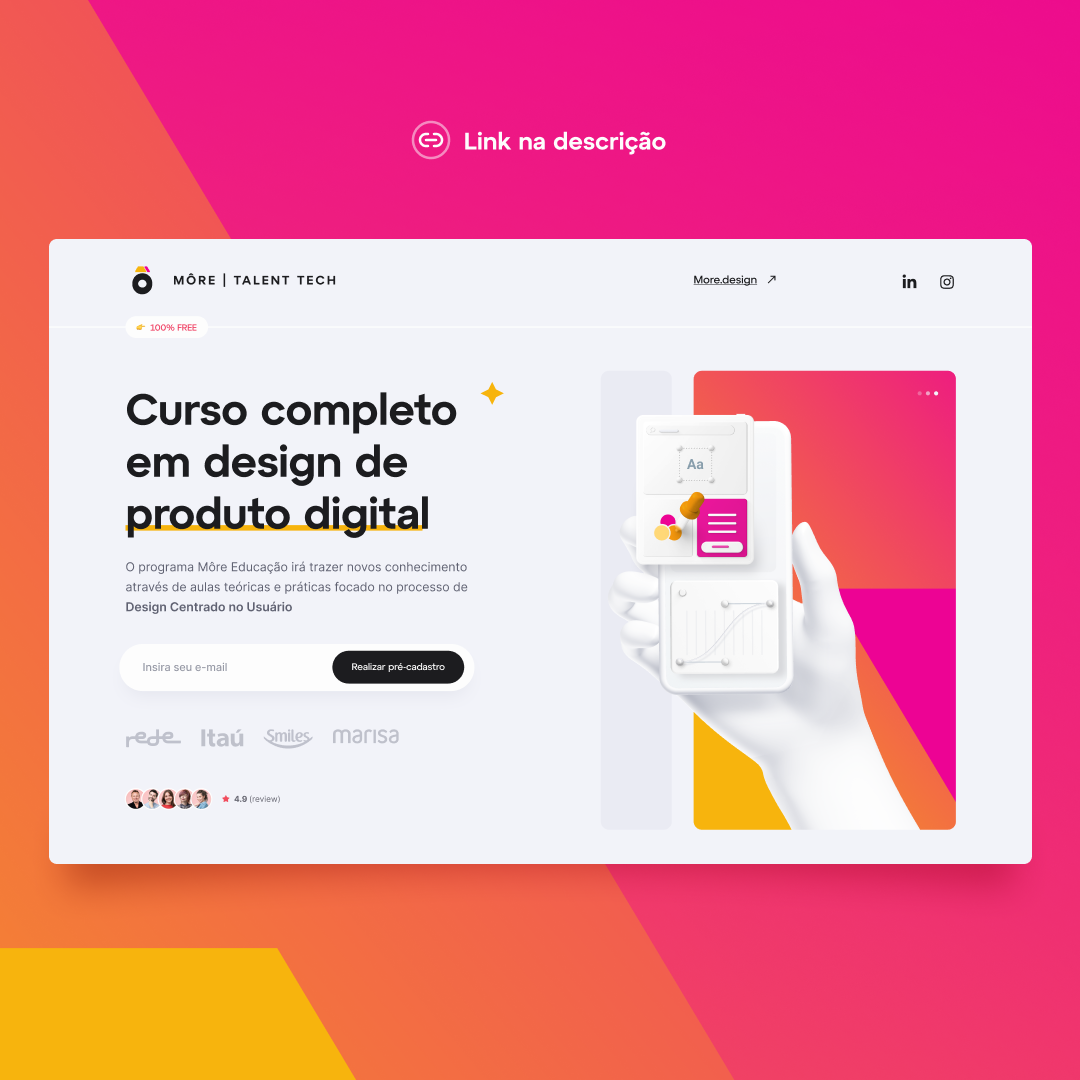 Link na descrição
MÔRE | TALENT TECH
More.design
in
100% FREE
Curso completo
em design de
produto digital
O programa Môre Educação irá trazer novos conhecimento
através de aulas teóricas e práticas focado no processo de
Design Centrado no Usuário
Insira seu e-mail
Realizar pré-cadastro
rede Itaú Smiles marisa
4.9 (review)
Aa